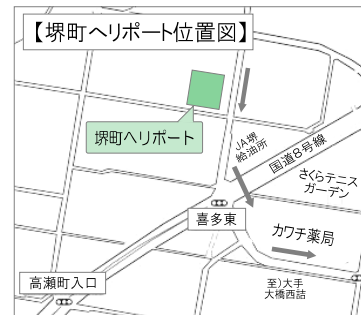 【堺町ヘリポート位置図】
堺町ヘリポート
JA堺
給油所
国道8号線
さくらテニス
ガーデン
喜多東
カワチ薬局
高瀬町入口
至)大手
大橋西詰